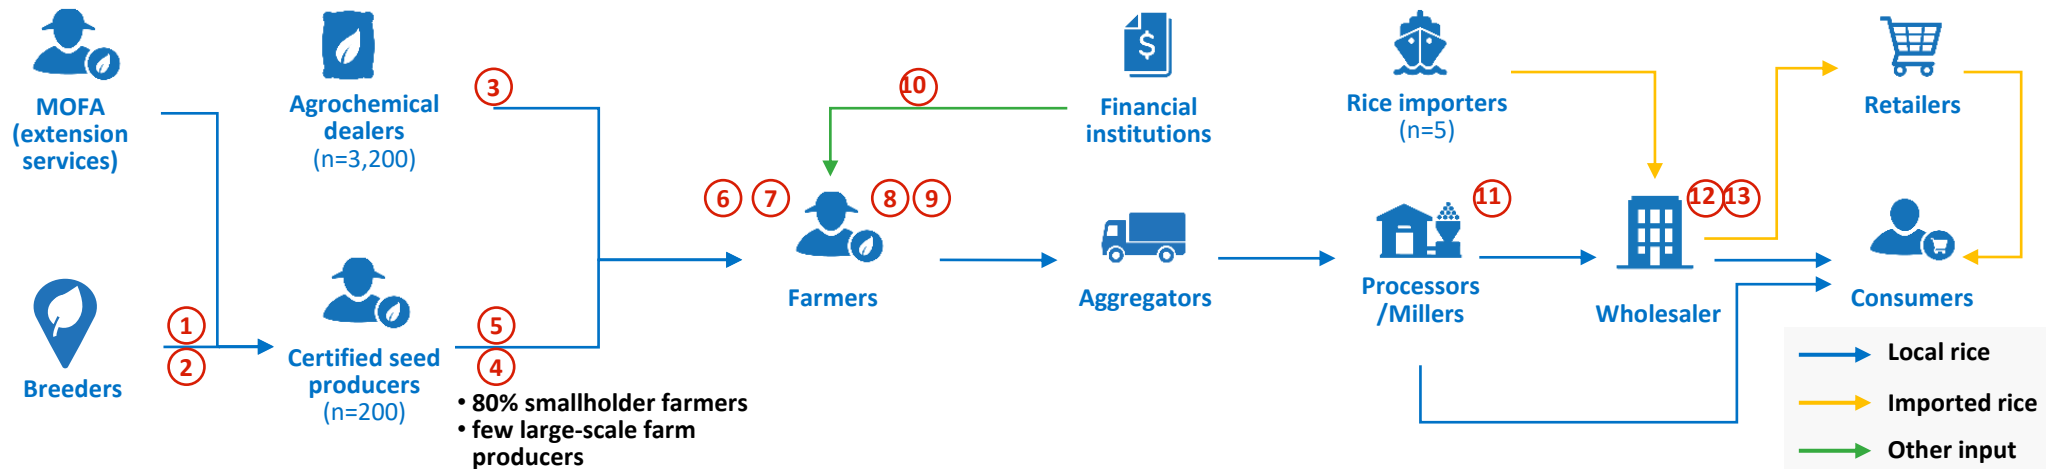 MOFA
(extension
services)
Agrochemical
dealers
(n=3,200)
3
10
$
Financial
institutions
Rice importers
(n=5)
Retailers
6
7
8
9
11
12
13
Farmers
Aggregators
Processors
/Millers
Wholesaler
Consumers
1
2
Breeders
Certified seed
producers
(n=200)
5
4
• 80% smallholder farmers
• few large-scale farm
producers
Local rice
Imported rice
Other input